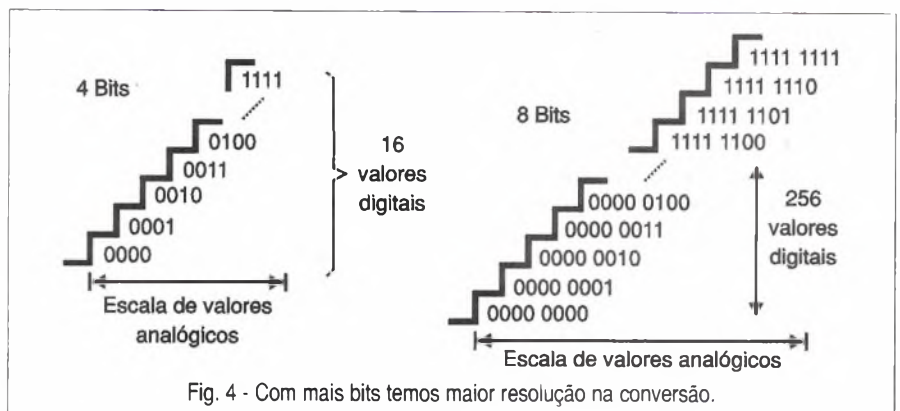 4 Bits
1111
0100
0011
0010
0001
0000
16
valores
digitais
Escala de valores
analógicos
8 Bits
1111 1111
1111 1110
1111 1101
1111 1100
0000 0100
0000 0011
0000 0010
0000 0001
0000 0000
256
valores
digitais
Escala de valores analógicos
Fig. 4 - Com mais bits temos maior resolução na conversão.